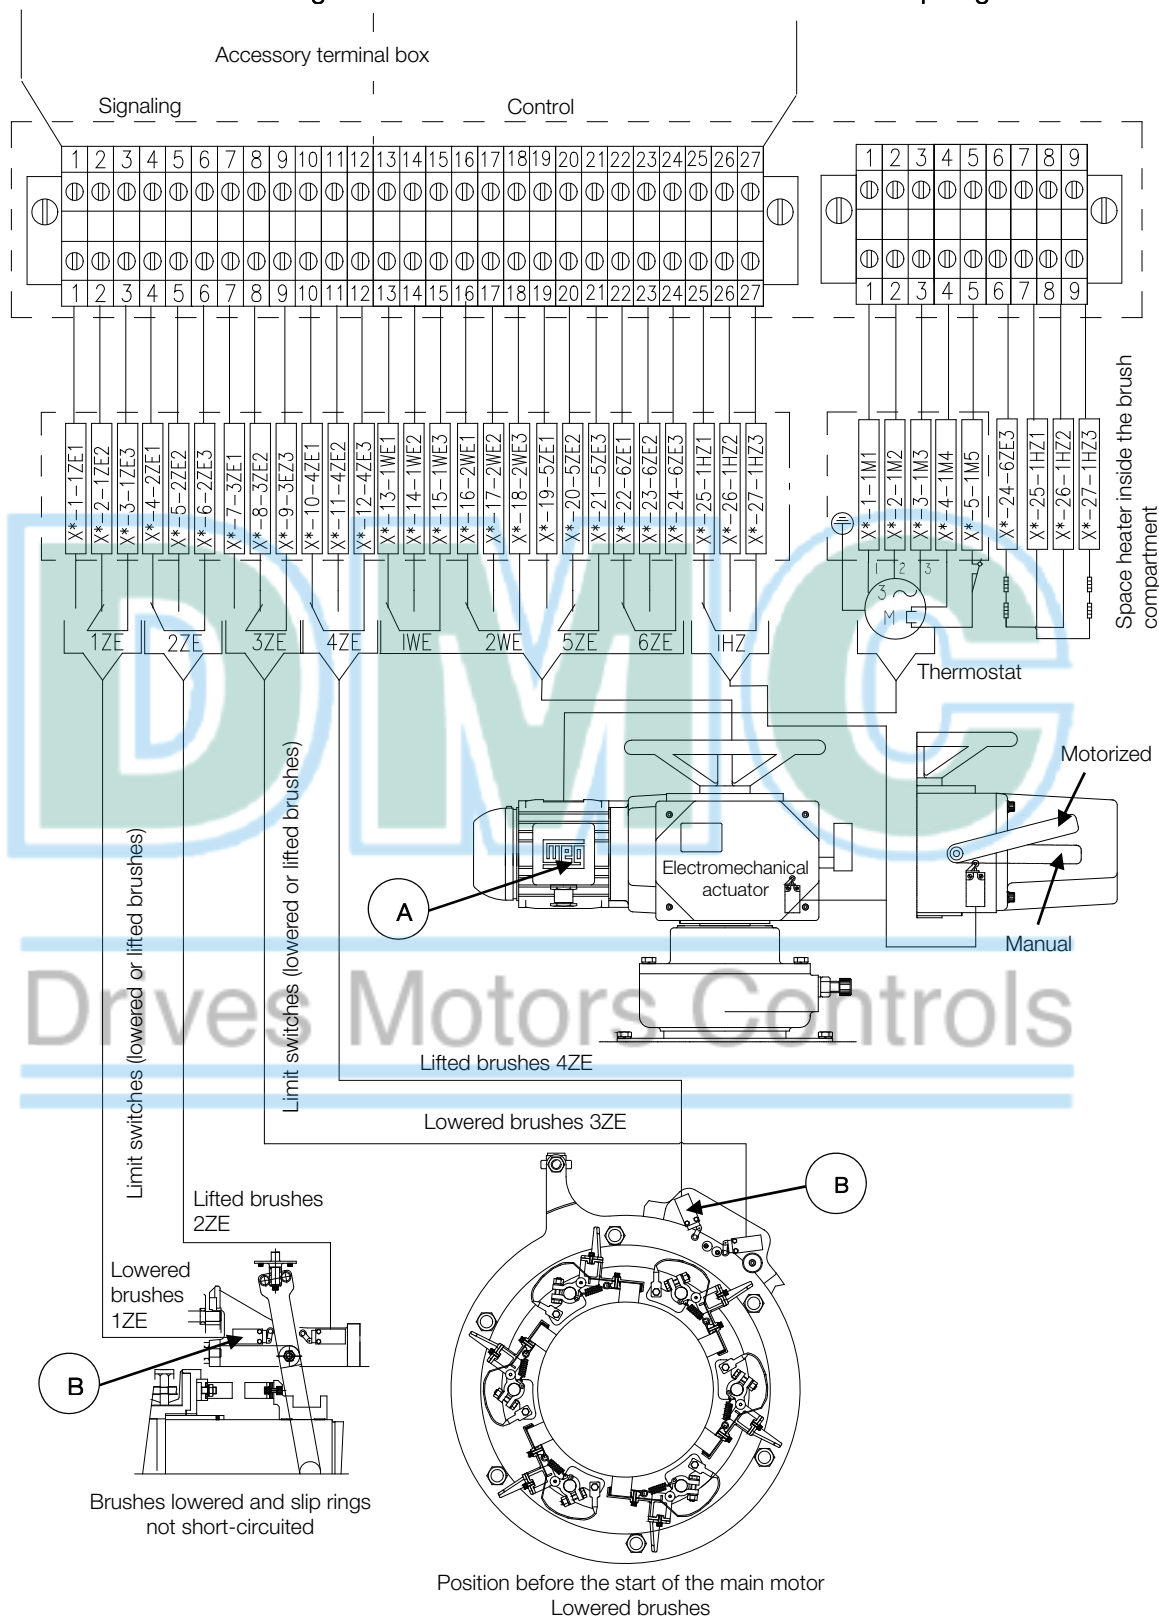 Accessory terminal box
Signaling
Control
1 2 3 4 5 6 7 8 9 10 11 12 13 14 15 16 17 18 19 20 21 22 23 24 25 26 27
1 2 3 4 5 6 7 8 9
1 2 3 4 5 6 7 8 9 10 11 12 13 14 15 16 17 18 19 20 21 22 23 24 25 26 27
1 2 3 4 5 6 7 8 9
X*-1-1ZE1
X*-2-1ZE2
X*-3-1ZE3
X*-4-2ZE1
X*-5-2ZE2
X*-6-2ZE3
X*-7-3ZE1
X*-8-3ZE2
X*-9-3EZ3
X*-10-4ZE1
X*-11-4ZE2
X*-12-4ZE3
X*-13-1WE1
X*-14-1WE2
X*-15-1WE3
X*-16-2WE1
X*-17-2WE2
X*-18-2WE3
X*-19-5ZE1
X*-20-5ZE2
X*-21-5ZE3
X*-22-6ZE1
X*-23-6ZE2
X*-24-6ZE3
X*-25-1HZ1
X*-26-1HZ2
X*-27-1HZ3
X*-1-1M1
X*-2-1M2
X*-3-1M3
X*-4-1M4
X*-5-1M5
X*-24-6ZE3
X*-25-1HZ1
X*-26-1HZ2
X*-27-1HZ3
Space heater inside the brush
compartment
1 2 3
3
M
1ZE 2ZE 3ZE 4ZE 1WE 2WE 5ZE 6ZE 1HZ
Thermostat
DMC
Motorized
Limit switches (lowered or lifted brushes)
Limit switches (lowered or lifted brushes)
weg
Electromechanical
actuator
A
Manual
Drives Motors Controls
Lifted brushes 4ZE
Lowered brushes 3ZE
B
Lifted brushes
2ZE
Lowered
brushes
1ZE
B
Brushes lowered and slip rings
not short-circuited
Position before the start of the main motor
Lowered brushes